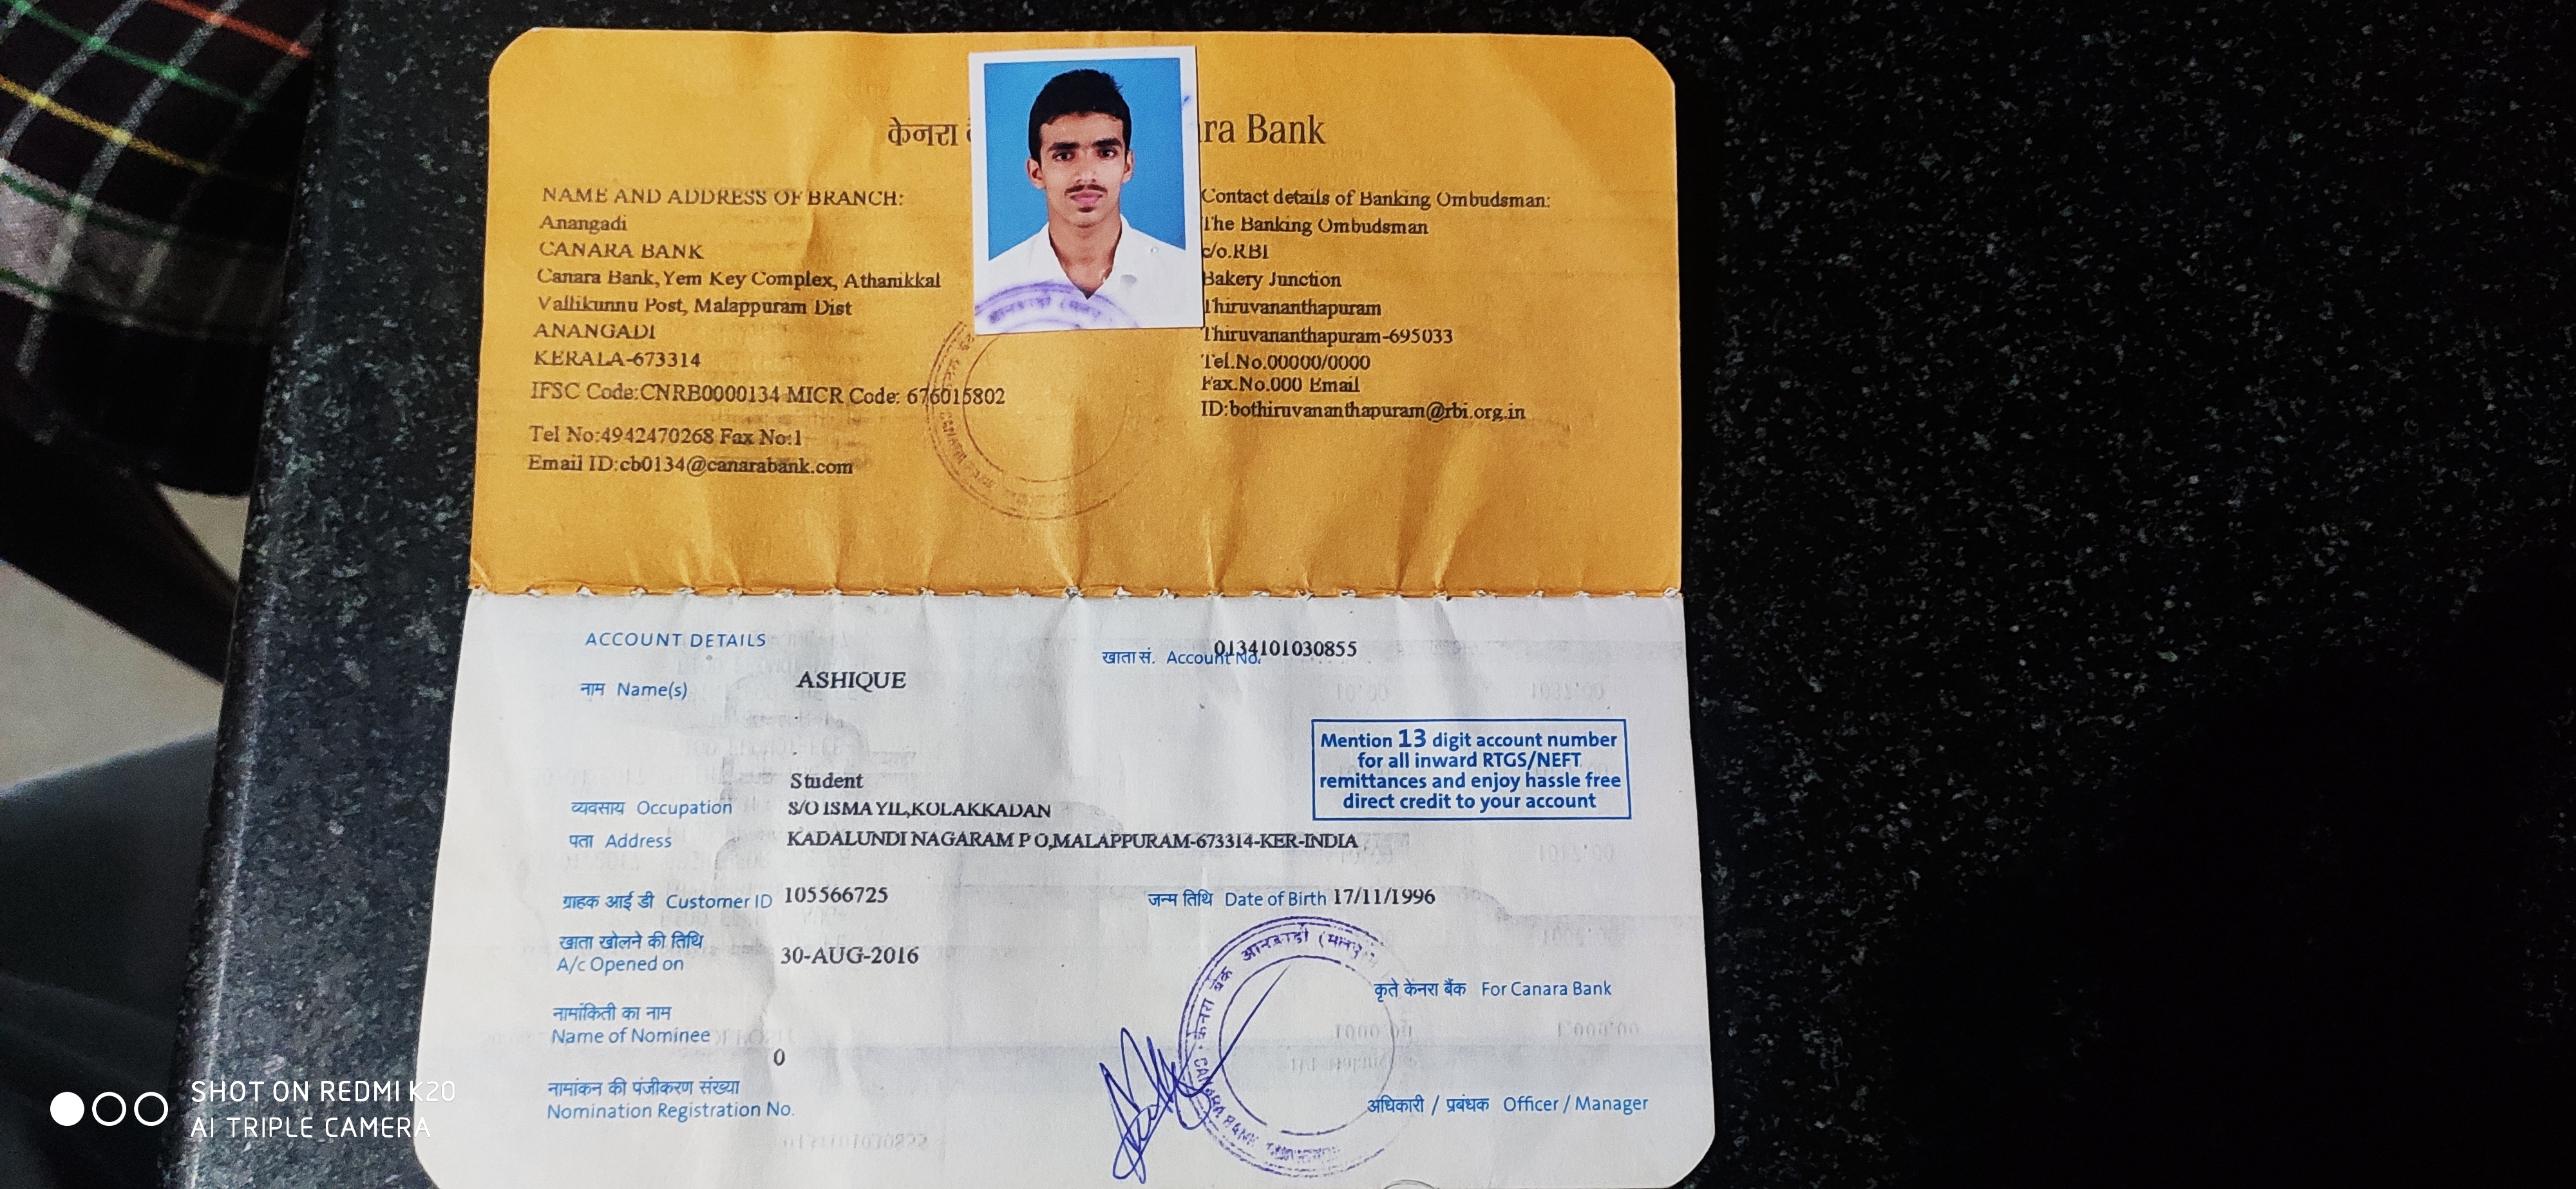 केनरा
ra Bank
NAME AND ADDRESS OF BRANCH:
Anangadi
CANARA BANK
Canara Bank,Yem Key Complex, Athanikkal
Vallikunnu Post, Malappuram Dist
ANANGADI
KERALA-673314
IFSC Code:CNRB0000134 MICR Code: 676015802
Tel No:4942470268 Fax No:1
Email ID:cb0134@canarabank.com
Contact details of Banking Ombudsman:
The Banking Ombudsman
c/o.RBI
Bakery Junction
Thiruvananthapuram
Thiruvananthapuram-695033
Tel.No.00000/0000
Fax.No.000 Email
ID:bothiruvananthapuram@rbi.org.in
ACCOUNT DETAILS
खाता सं. Account No. 0134101030855
नाम Name(s) ASHIQUE
Mention 13 digit account number
for all inward RTGS/NEFT
remittances and enjoy hassle free
direct credit to your account
Student
व्यवसाय Occupation S/O ISMAYIL,KOLAKKADAN
पता Address KADALUNDI NAGARAM P O,MALAPPURAM-673314-KER-INDIA
ग्राहक आई डी Customer ID 105566725
जन्म तिथि Date of Birth 17/11/1996
खाता खोलने की तिथि
A/c Opened on 30-AUG-2016
केनरा बैंक
CANARA BANK
कृते केनरा बैंक For Canara Bank
नामांकिती का नाम
Name of Nominee
0
नामांकन की पंजीकरण संख्या
Nomination Registration No.
अधिकारी / प्रबंधक Officer / Manager
SHOT ON REDMI K20
AI TRIPLE CAMERA